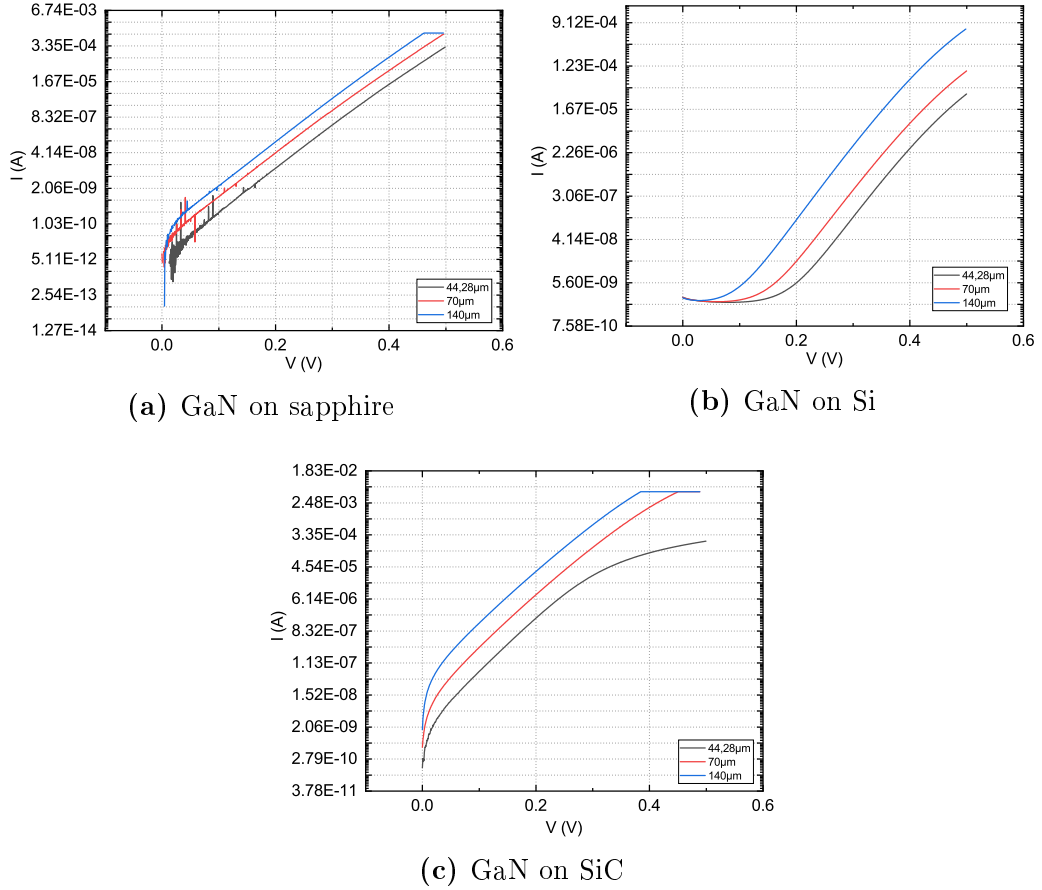 6.74E-03
3.35E-04
1.67E-05
8.32E-07
4.14E-08
2.06E-09
1.03E-10
5.11E-12
2.54E-13
1.27E-14
I (A)
0.0 0.2 0.4 0.6
V (V)
44,28µm
70µm
140µm
(a) GaN on sapphire
9.12E-04
1.23E-04
1.67E-05
2.26E-06
3.06E-07
4.14E-08
5.60E-09
7.58E-10
I (A)
0.0 0.2 0.4 0.6
V (V)
44,28µm
70µm
140µm
(b) GaN on Si
1.83E-02
2.48E-03
3.35E-04
4.54E-05
6.14E-06
8.32E-07
1.13E-07
1.52E-08
2.06E-09
2.79E-10
3.78E-11
I (A)
0.0 0.2 0.4 0.6
V (V)
44,28µm
70µm
140µm
(c) GaN on SiC